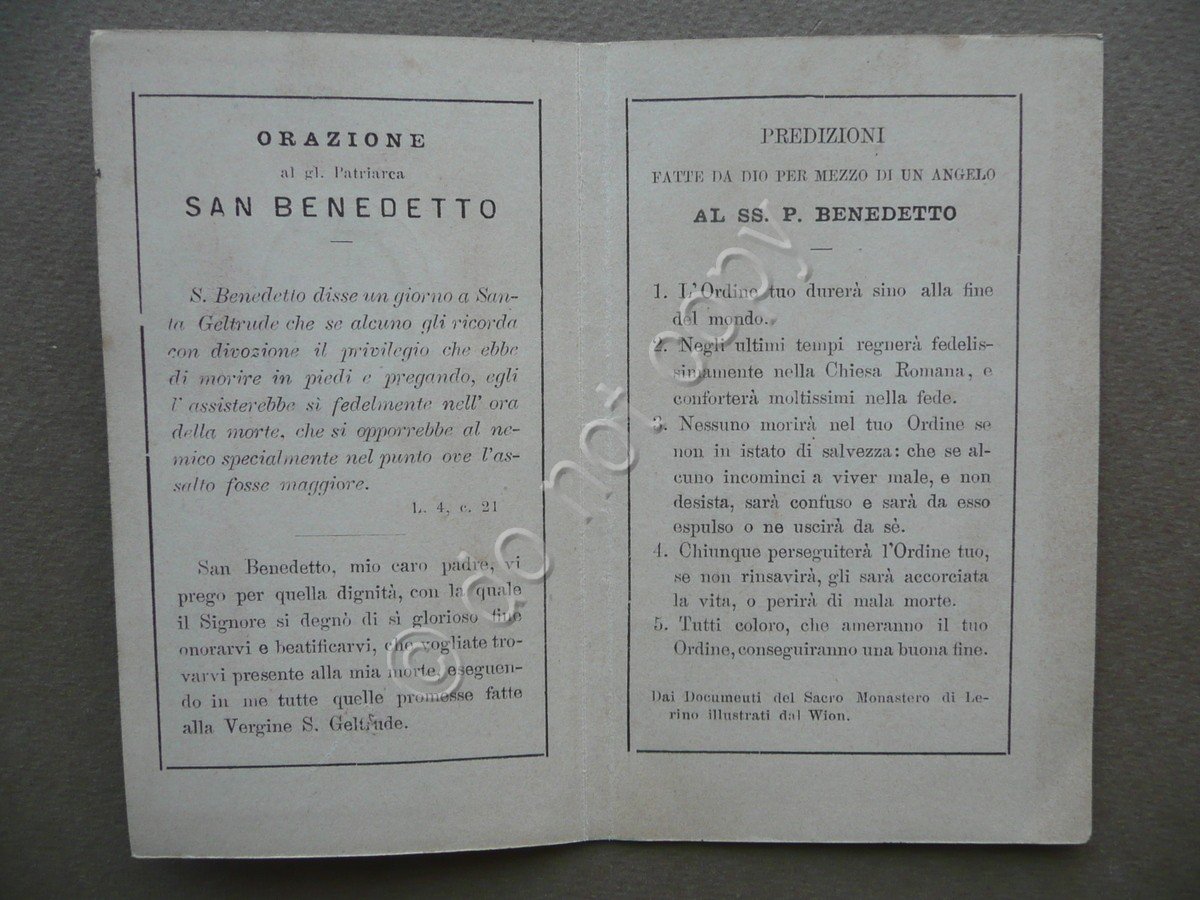 ORAZIONE
al gl. Patriarca
SAN BENEDETTO
S. Benedetto disse un giorno a San-
ta Geltrude che se alcuno gli ricorda
con divozione il privilegio che ebbe
di morire in piedi e pregando, egli
l'assisterebbe sì fedelmente nell' ora
della morte, che si opporrebbe al ne-
mico specialmente nel punto ove l'as-
salto fosse maggiore.
L. 4, c. 21
San Benedetto, mio caro padre, vi
prego per quella dignità, con la quale
il Signore si degnò di sì glorioso fine
onorarvi e beatificarvi, che vogliate tro-
varvi presente alla mia morte, eseguen-
do in me tutte quelle promesse fatte
alla Vergine S. Geltrude.
PREDIZIONI
FATTE DA DIO PER MEZZO DI UN ANGELO
AL SS. P. BENEDETTO
1. L'Ordine tuo durerà sino alla fine
del mondo.
2. Negli ultimi tempi regnerà fedelis-
simamente nella Chiesa Romana, e
conforterà moltissimi nella fede.
3. Nessuno morirà nel tuo Ordine se
non in istato di salvezza: che se al-
cuno incominci a viver male, e non
desista, sarà confuso e sarà da esso
espulso o ne uscirà da sè.
4. Chiunque perseguiterà l'Ordine tuo,
se non rinsavirà, gli sarà accorciata
la vita, o perirà di mala morte.
5. Tutti coloro, che ameranno il tuo
Ordine, conseguiranno una buona fine.
Dai Documenti del Sacro Monastero di Le-
rino illustrati dal Wion.
© do not copy